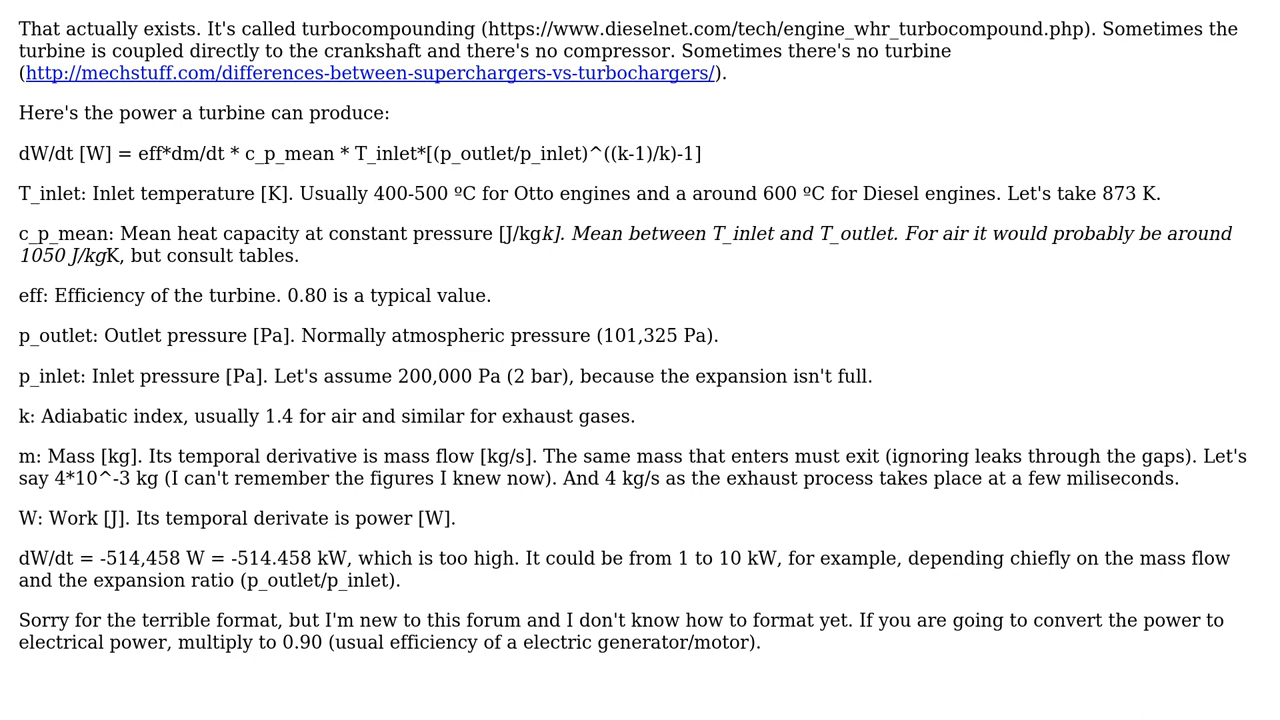 That actually exists. It's called turbocompounding (https://www.dieselnet.com/tech/engine_whr_turbocompound.php). Sometimes the
turbine is coupled directly to the crankshaft and there's no compressor. Sometimes there's no turbine
(http://mechstuff.com/differences-between-superchargers-vs-turbochargers/).
Here's the power a turbine can produce:
dW/dt [W] = eff*dm/dt * c_p_mean * T_inlet*[(p_outlet/p_inlet)^((k-1)/k)-1]
T_inlet: Inlet temperature [K]. Usually 400-500 ºC for Otto engines and a around 600 ºC for Diesel engines. Let's take 873 K.
c_p_mean: Mean heat capacity at constant pressure [J/kgk]. Mean between T_inlet and T_outlet. For air it would probably be around
1050 J/kgK, but consult tables.
eff: Efficiency of the turbine. 0.80 is a typical value.
p_outlet: Outlet pressure [Pa]. Normally atmospheric pressure (101,325 Pa).
p_inlet: Inlet pressure [Pa]. Let's assume 200,000 Pa (2 bar), because the expansion isn't full.
k: Adiabatic index, usually 1.4 for air and similar for exhaust gases.
m: Mass [kg]. Its temporal derivative is mass flow [kg/s]. The same mass that enters must exit (ignoring leaks through the gaps). Let's
say 4*10^-3 kg (I can't remember the figures I knew now). And 4 kg/s as the exhaust process takes place at a few miliseconds.
W: Work [J]. Its temporal derivate is power [W].
dW/dt = -514,458 W = -514.458 kW, which is too high. It could be from 1 to 10 kW, for example, depending chiefly on the mass flow
and the expansion ratio (p_outlet/p_inlet).
Sorry for the terrible format, but I'm new to this forum and I don't know how to format yet. If you are going to convert the power to
electrical power, multiply to 0.90 (usual efficiency of a electric generator/motor).